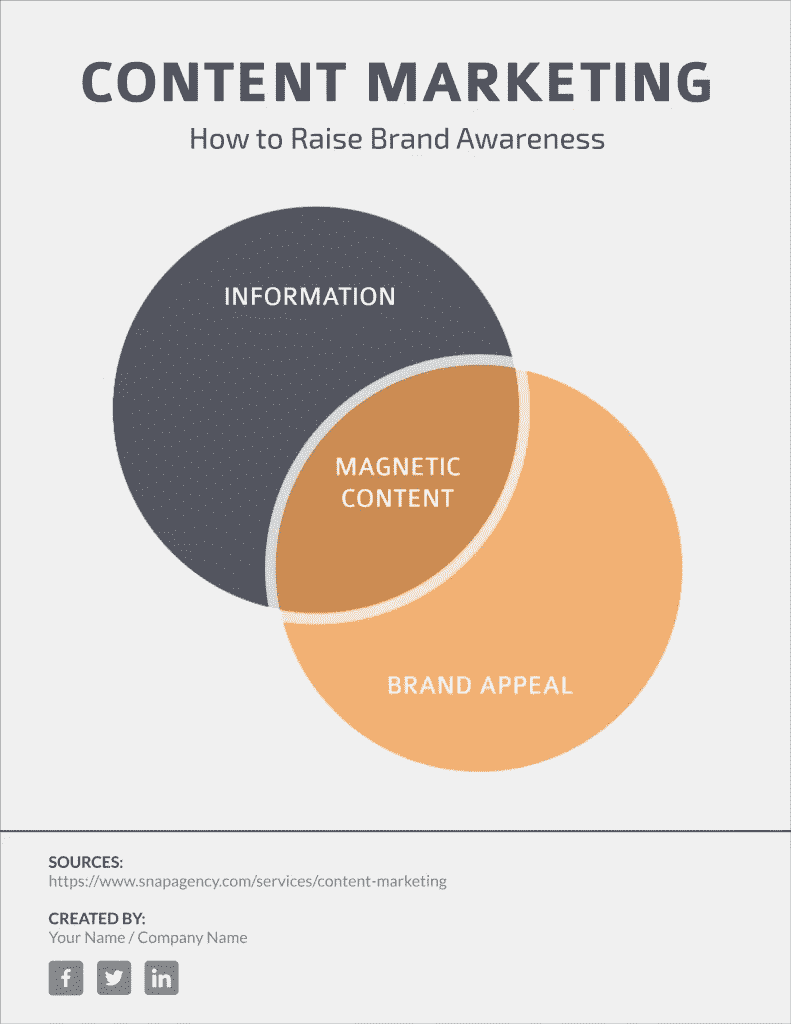 CONTENT MARKETING
How to Raise Brand Awareness
INFORMATION
MAGNETIC
CONTENT
BRAND APPEAL
SOURCES:
https://www.snapagency.com/services/content-marketing
CREATED BY:
Your Name / Company Name
f in